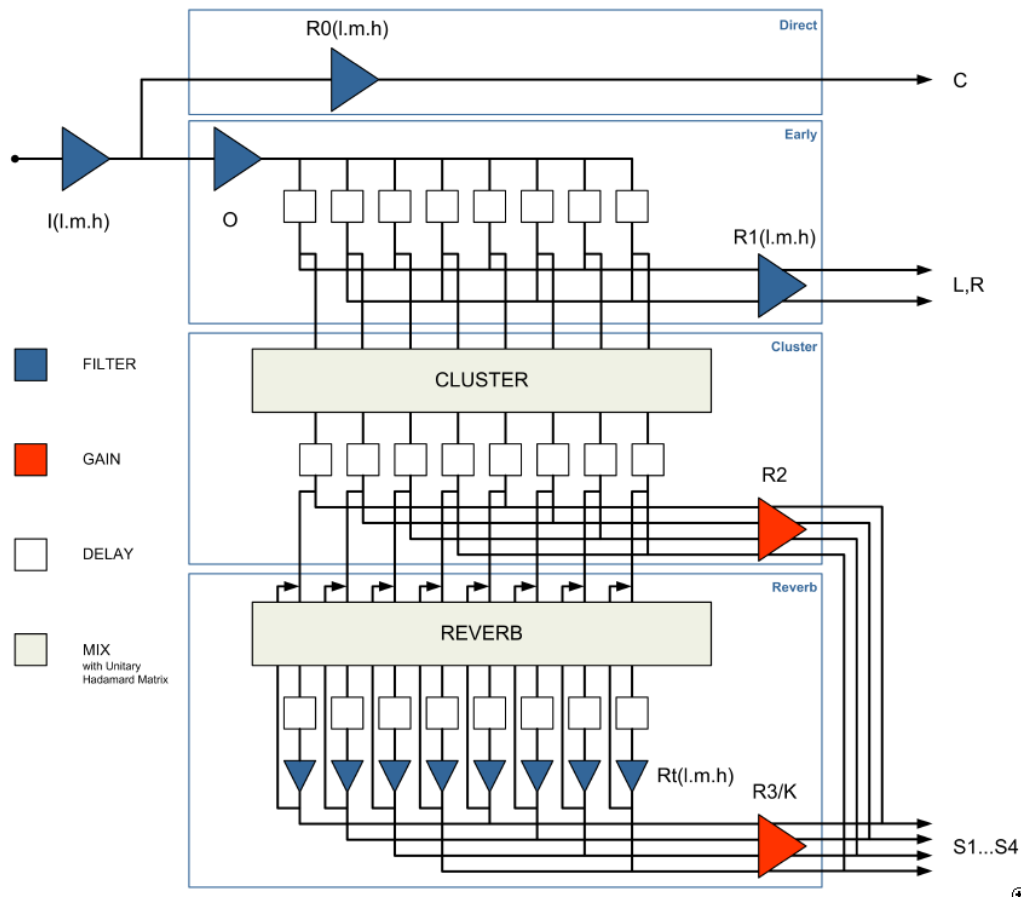 Direct
R0(l.m.h)
C
Early
I(l.m.h)
O
R1(l.m.h)
L,R
Cluster
FILTER
CLUSTER
GAIN
R2
DELAY
Reverb
REVERB
MIX
with Unitary
Hadamard Matrix
Rt(l.m.h)
R3/K
S1...S4